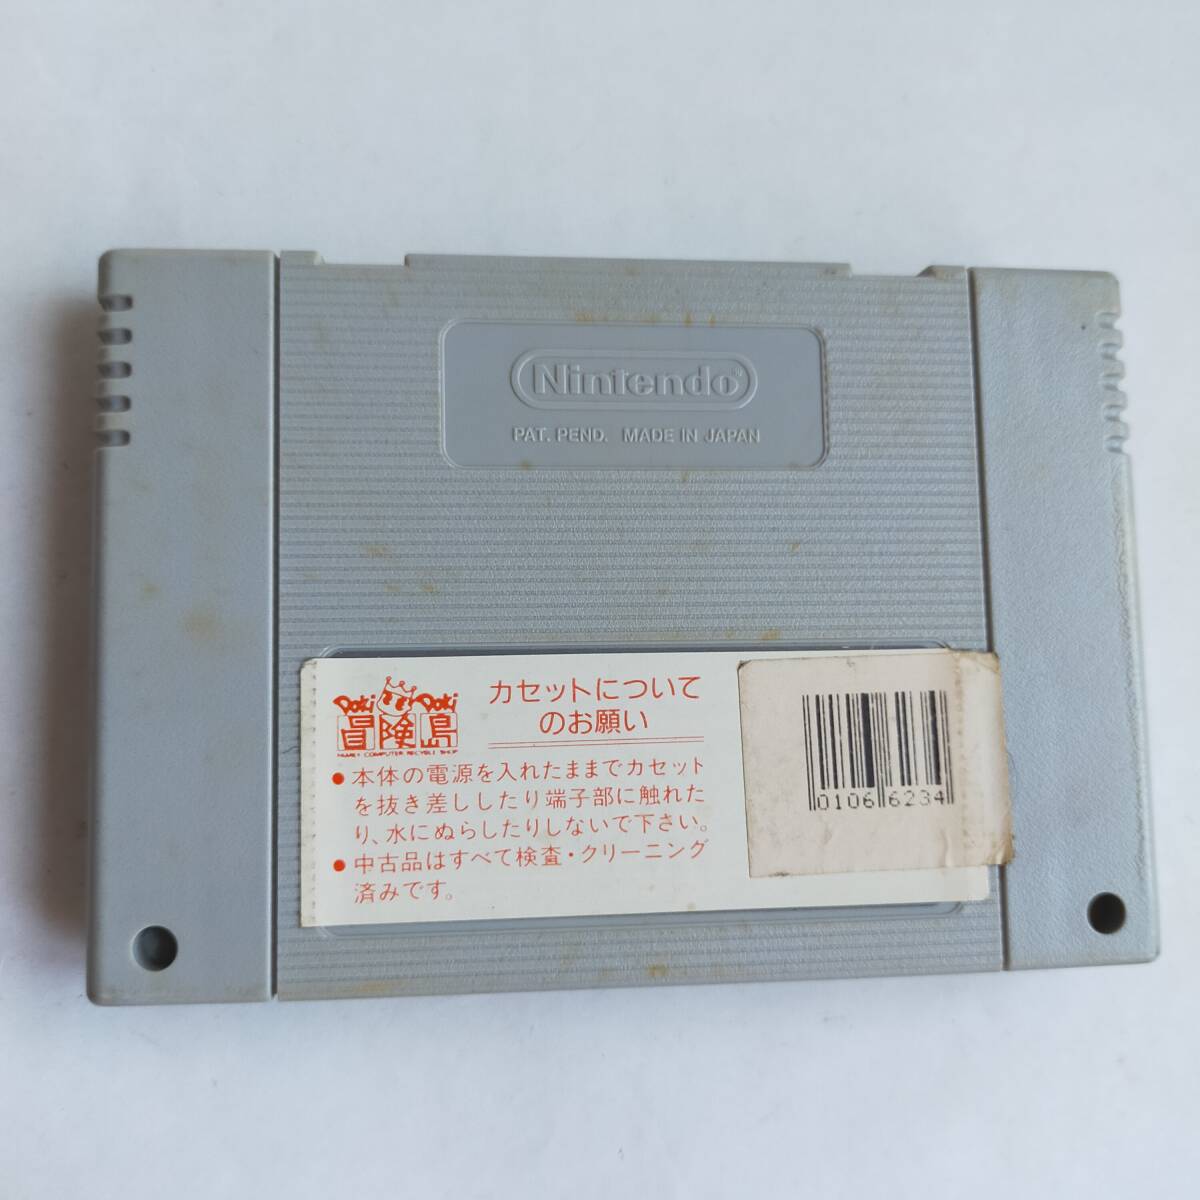 Nintendo®
PAT. PEND. MADE IN JAPAN
Doki Doki
冒険島
FAMILY COMPUTER RECYCLE SHOP
カセットについて
のお願い
●本体の電源を入れたままでカセット
を抜き差ししたり端子部に触れた
り、水にぬらしたりしないで下さい。
●中古品はすべて検査・クリーニング
済みです。
0106 6234